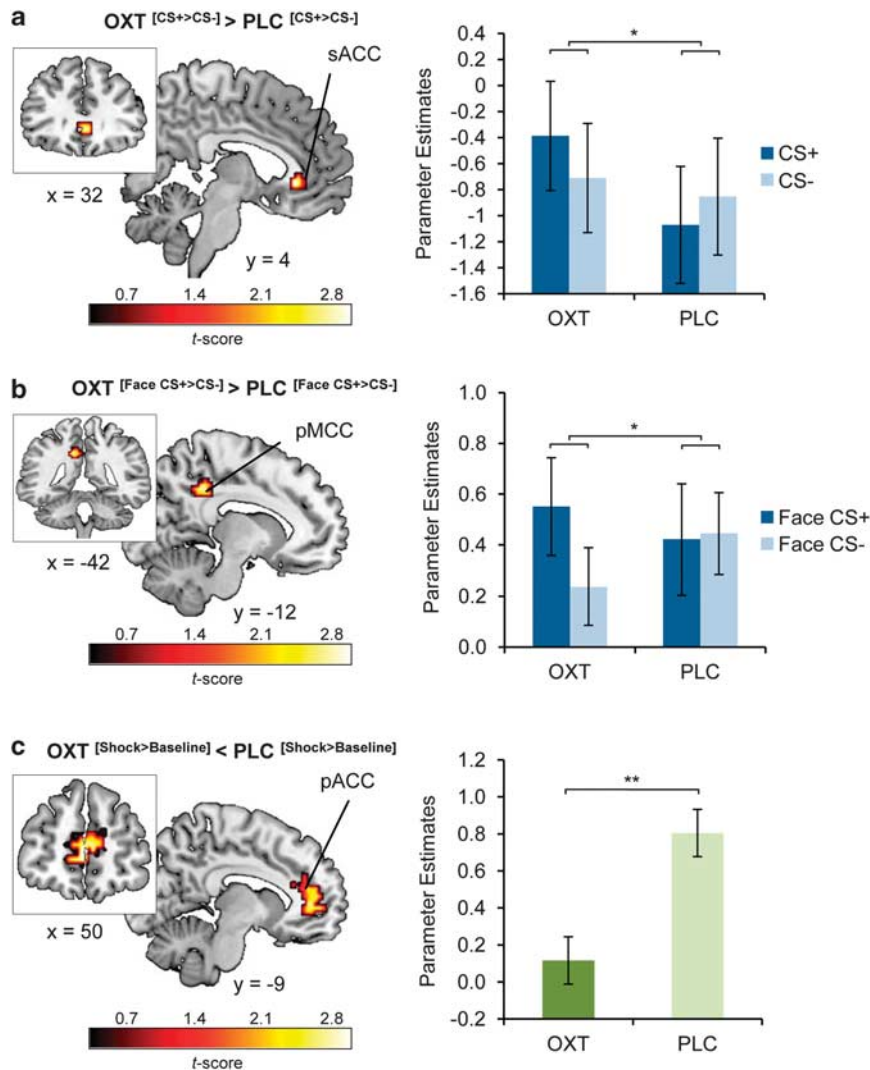 a
OXT [CS+>CS-] > PLC [CS+>CS-]
sACC
x = 32
y = 4
0.7 1.4 2.1 2.8
t-score
Parameter Estimates
0.4
0.2
0
-0.2
-0.4
-0.6
-0.8
-1
-1.2
-1.4
-1.6
*
OXT PLC
CS+
CS-
b
OXT [Face CS+>CS-] > PLC [Face CS+>CS-]
pMCC
x = -42
y = -12
0.7 1.4 2.1 2.8
t-score
Parameter Estimates
1.0
0.8
0.6
0.4
0.2
0.0
*
OXT PLC
Face CS+
Face CS-
c
OXT [Shock>Baseline] < PLC [Shock>Baseline]
pACC
x = 50
y = -9
0.7 1.4 2.1 2.8
t-score
Parameter Estimates
1.2
1.0
0.8
0.6
0.4
0.2
0.0
-0.2
**
OXT PLC